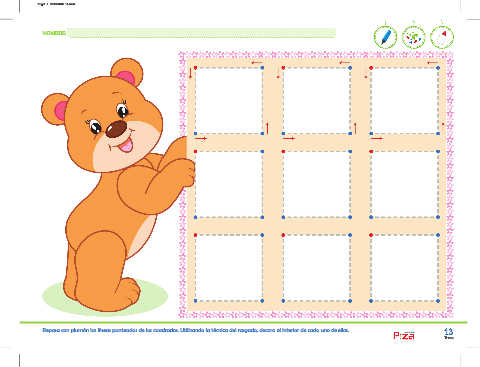 NOMBRE:
Repasa con plumón las líneas punteadas de los cuadrados. Utilizando la técnica del rasgado, decora el interior de cada uno de ellos.
Pizza
13